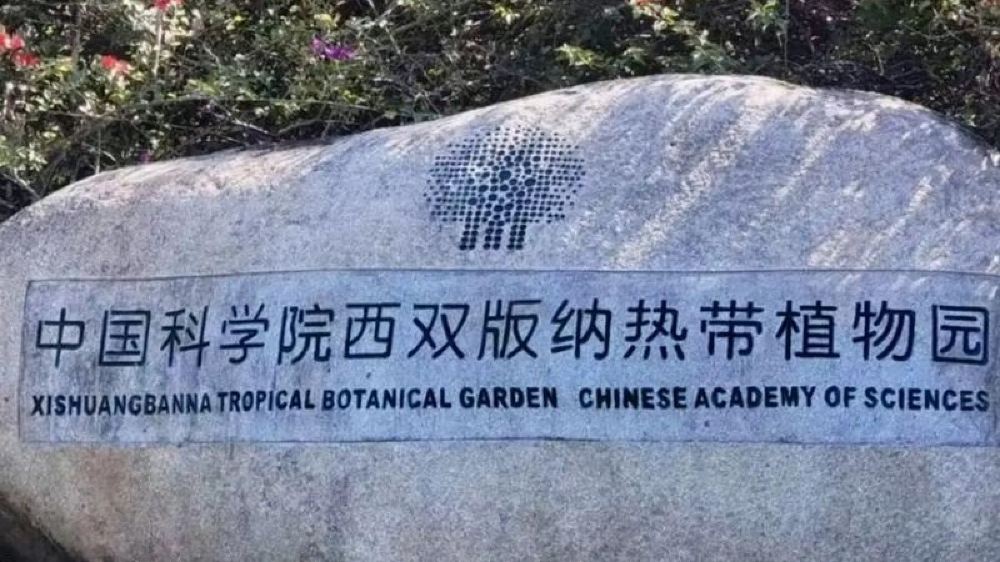 中国科学院西双版纳热带植物园
XISHUANGBANNA TROPICAL BOTANICAL GARDEN CHINESE ACADEMY OF SCIENCES